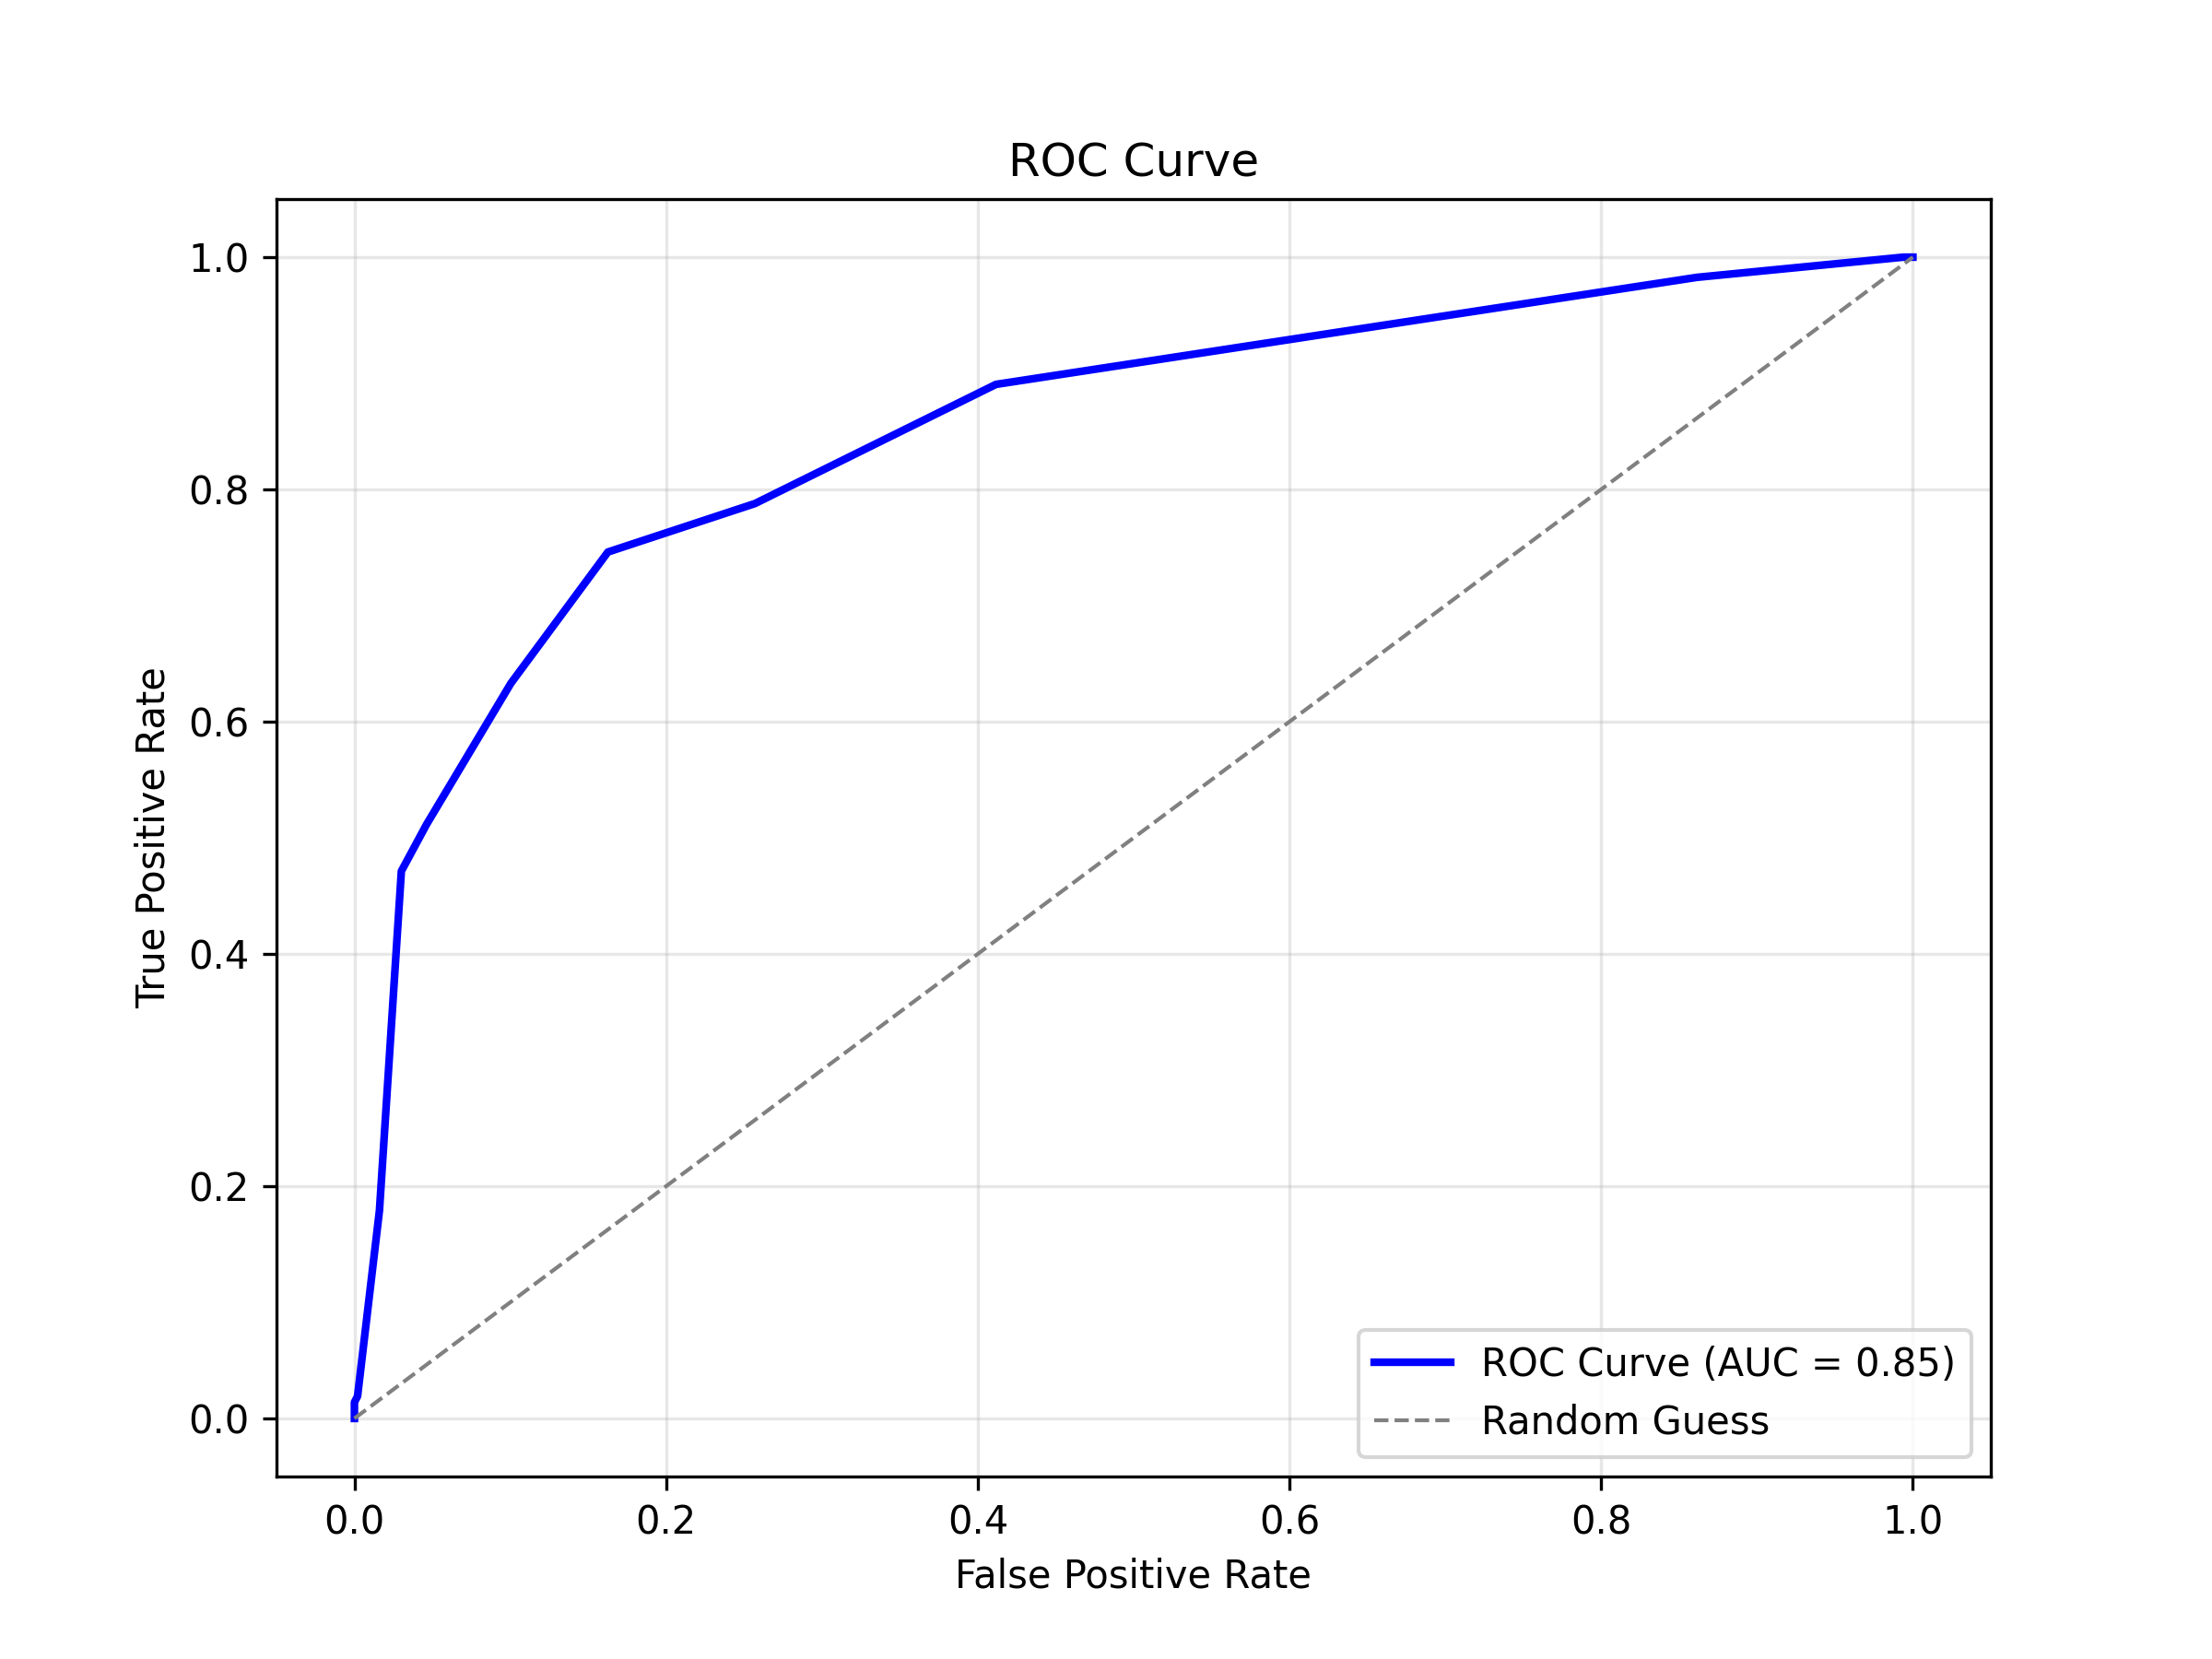 ROC Curve
True Positive Rate
1.0
0.8
0.6
0.4
0.2
0.0
0.0 0.2 0.4 0.6 0.8 1.0
False Positive Rate
ROC Curve (AUC = 0.85)
Random Guess